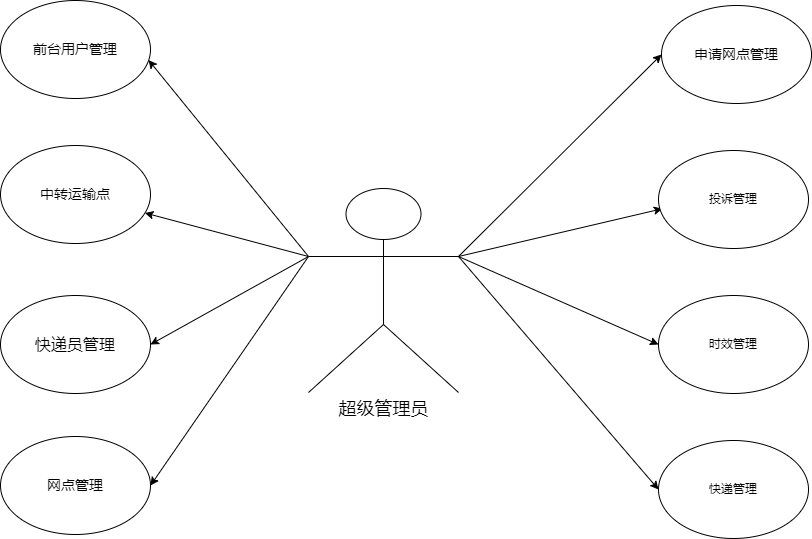 前台用户管理
申请网点管理
中转运输点
投诉管理
快递员管理
时效管理
超级管理员
网点管理
快递管理